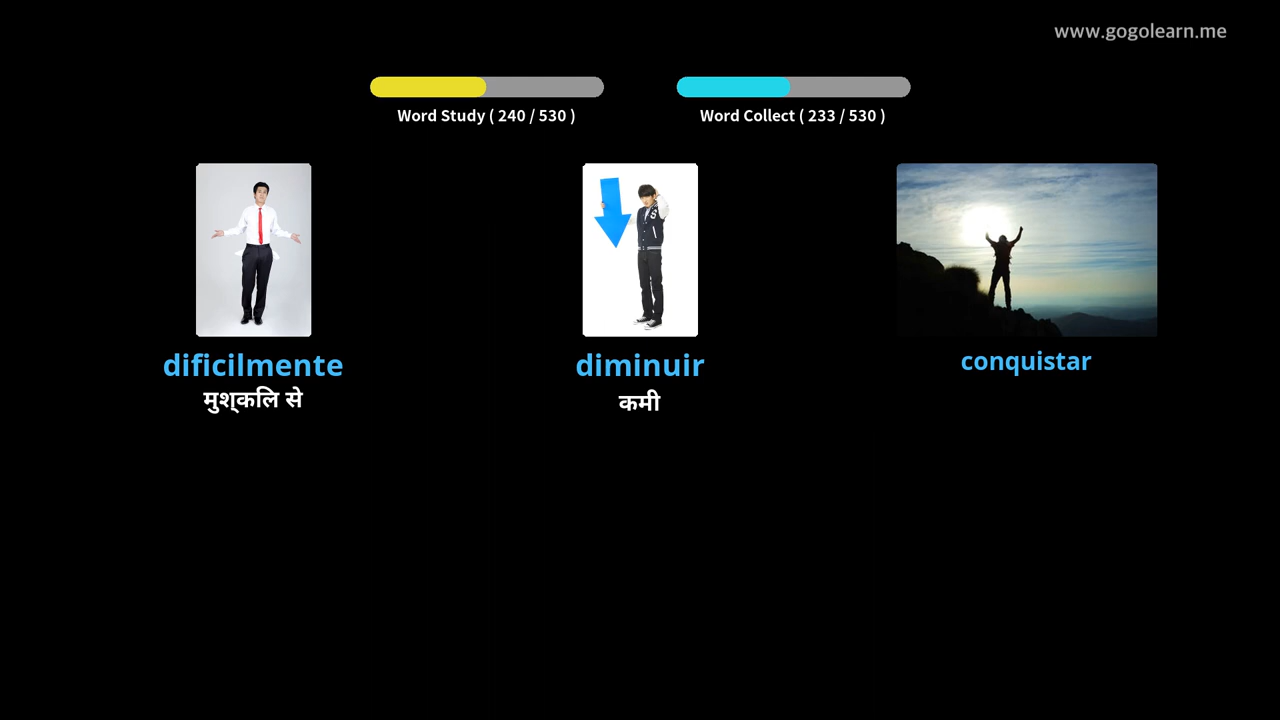 www.gogolearn.me
Word Study ( 240 / 530 )
Word Collect ( 233 / 530 )
S
dificilmente
diminuir
conquistar
मुश्कलि से
कमी